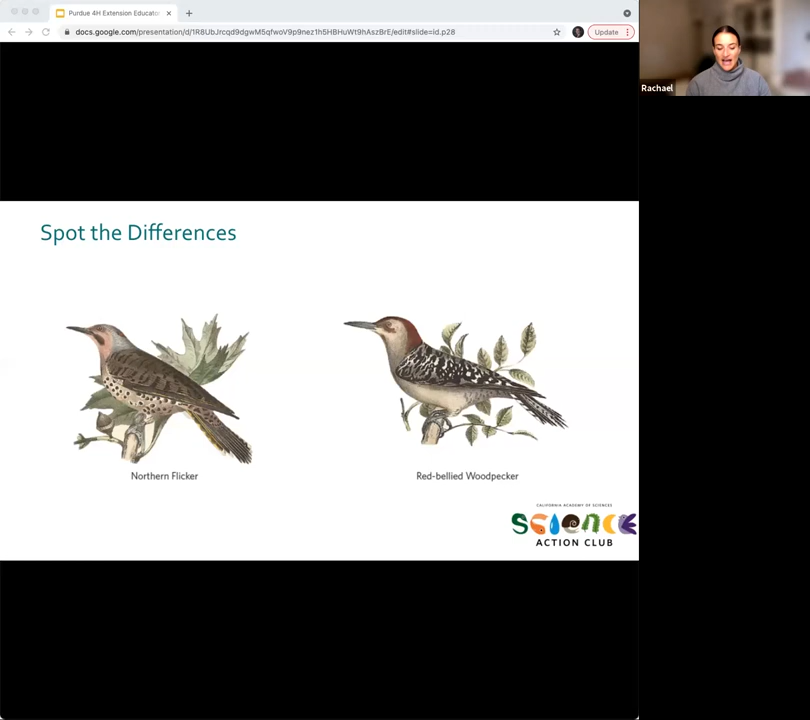 Purdue 4H Extension Educator
docs.google.com/presentation/d/1R8UbJrcqd9dgwM5qfwoV9p9nez1h5HBHuWt9hAszBrE/edit#slide=id.p28
Update
Rachael
Spot the Differences
Northern Flicker
Red-bellied Woodpecker
CALIFORNIA ACADEMY OF SCIENCES
SCIENCE
ACTION CLUB